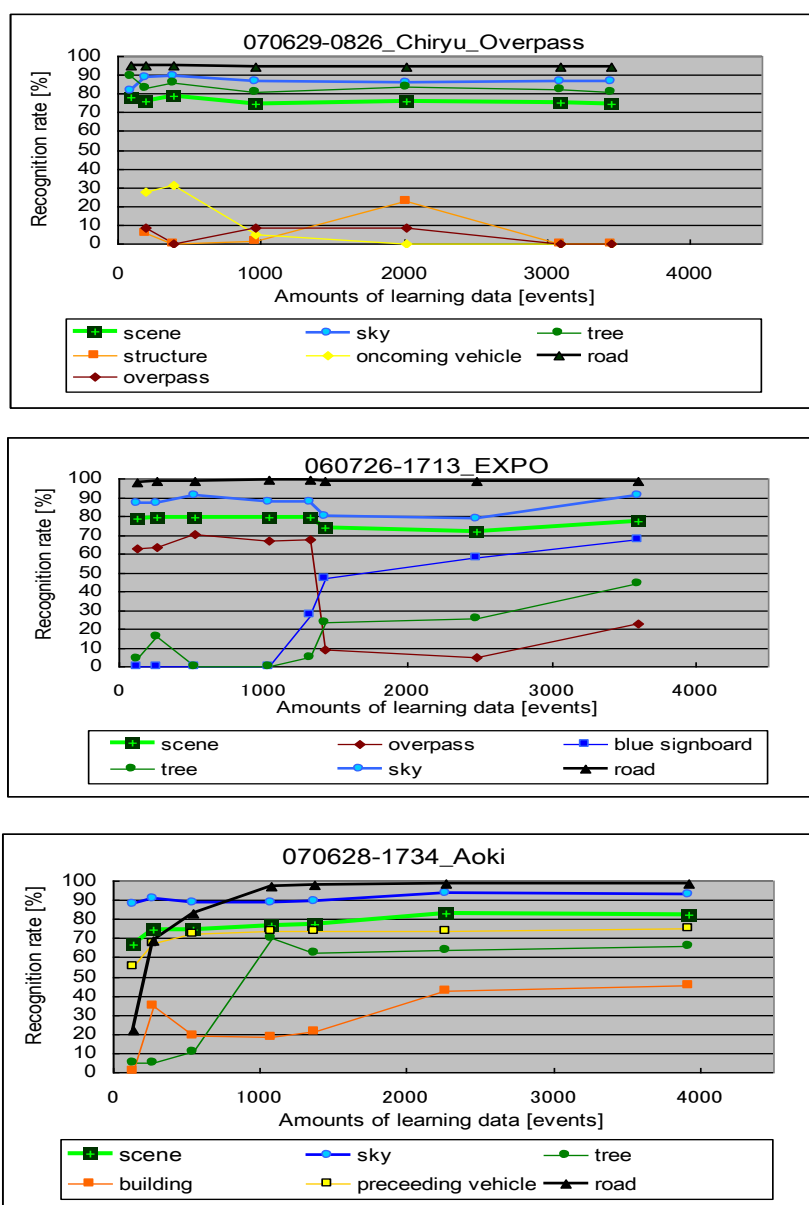 070629-0826_Chiryu_Overpass
Recognition rate [%]
100
90
80
70
60
50
40
30
20
10
0
0 1000 2000 3000 4000
Amounts of learning data [events]
scene sky tree
structure oncoming vehicle road
overpass
060726-1713_EXPO
Recognition rate [%]
100
90
80
70
60
50
40
30
20
10
0
0 1000 2000 3000 4000
Amounts of learning data [events]
scene overpass blue signboard
tree sky road
070628-1734_Aoki
Recognition rate [%]
100
90
80
70
60
50
40
30
20
10
0
0 1000 2000 3000 4000
Amounts of learning data [events]
scene sky tree
building preceeding vehicle road